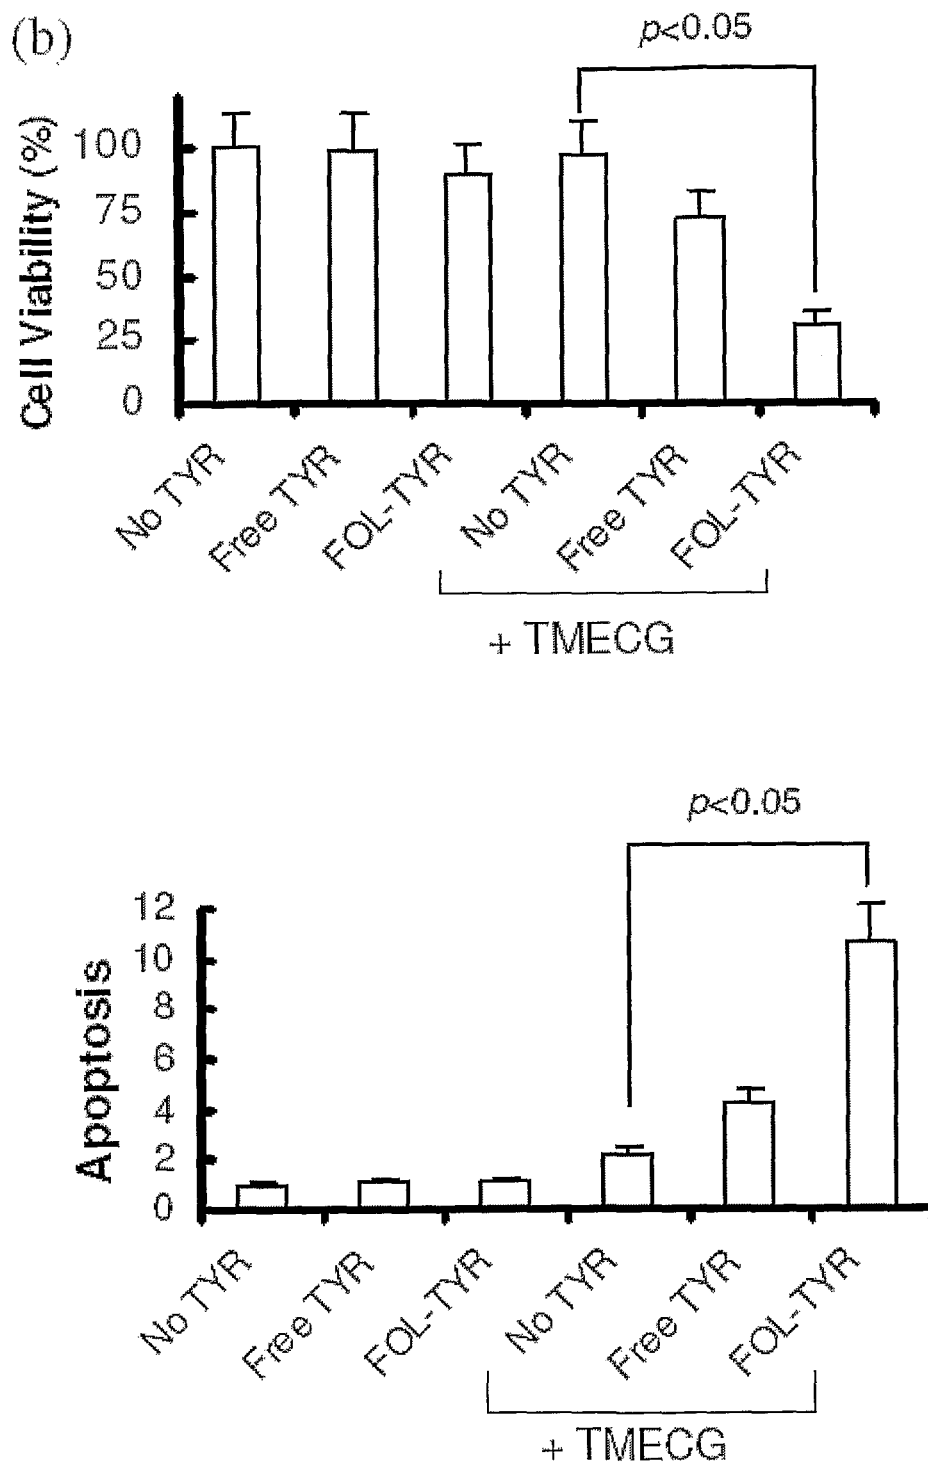 (b)
p<0.05
Cell Viability (%)
100
75
50
25
0
No TYR
Free TYR
FOL-TYR
No TYR
Free TYR
FOL-TYR
+ TMECG
p<0.05
Apoptosis
12
10
8
6
4
2
0
No TYR
Free TYR
FOL-TYR
No TYR
Free TYR
FOL-TYR
+ TMECG